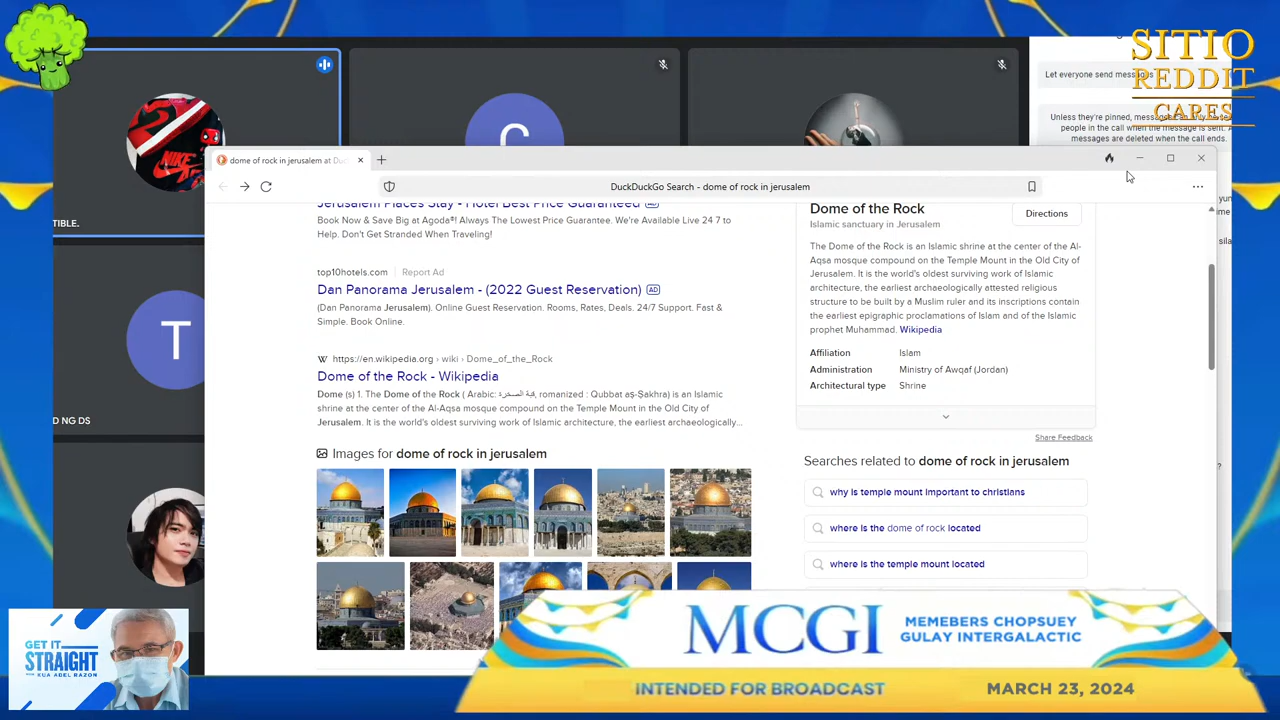 SITIO
REDDIT
CARES
Let everyone send messages
Unless they're pinned, messages can only be
people in the call when the message is sent.
messages are deleted when the call ends.
TIBLE.
T
D NG DS
dome of rock in jerusalem at Duc
DuckDuckGo Search - dome of rock in jerusalem
Jerusalem Places Stay - Hotel Best Price Guaranteed AD
Book Now & Save Big at Agoda®! Always The Lowest Price Guarantee. We're Available Live 24 7 to
Help. Don't Get Stranded When Traveling!
top10hotels.com Report Ad
Dan Panorama Jerusalem - (2022 Guest Reservation) AD
(Dan Panorama Jerusalem). Online Guest Reservation. Rooms, Rates, Deals. 24/7 Support. Fast &
Simple. Book Online.
W https://en.wikipedia.org › wiki › Dome_of_the_Rock
Dome of the Rock - Wikipedia
Dome (s) 1. The Dome of the Rock ( Arabic: قبة الصخرة, romanized : Qubbat aṣ-Ṣakhra) is an Islamic
shrine at the center of the Al-Aqsa mosque compound on the Temple Mount in the Old City of
Jerusalem. It is the world's oldest surviving work of Islamic architecture, the earliest archaeologically...
Images for dome of rock in jerusalem
Dome of the Rock
Islamic sanctuary in Jerusalem
Directions
The Dome of the Rock is an Islamic shrine at the center of the Al-
Aqsa mosque compound on the Temple Mount in the Old City of
Jerusalem. It is the world's oldest surviving work of Islamic
architecture, the earliest archaeologically attested religious
structure to be built by a Muslim ruler and its inscriptions contain
the earliest epigraphic proclamations of Islam and of the Islamic
prophet Muhammad. Wikipedia
Affiliation Islam
Administration Ministry of Awqaf (Jordan)
Architectural type Shrine
Share Feedback
Searches related to dome of rock in jerusalem
why is temple mount important to christians
where is the dome of rock located
where is the temple mount located
GET IT
STRAIGHT
WITH KUA ADEL RAZON
MCGI
MEMEBERS CHOPSUEY
GULAY INTERGALACTIC
INTENDED FOR BROADCAST MARCH 23, 2024